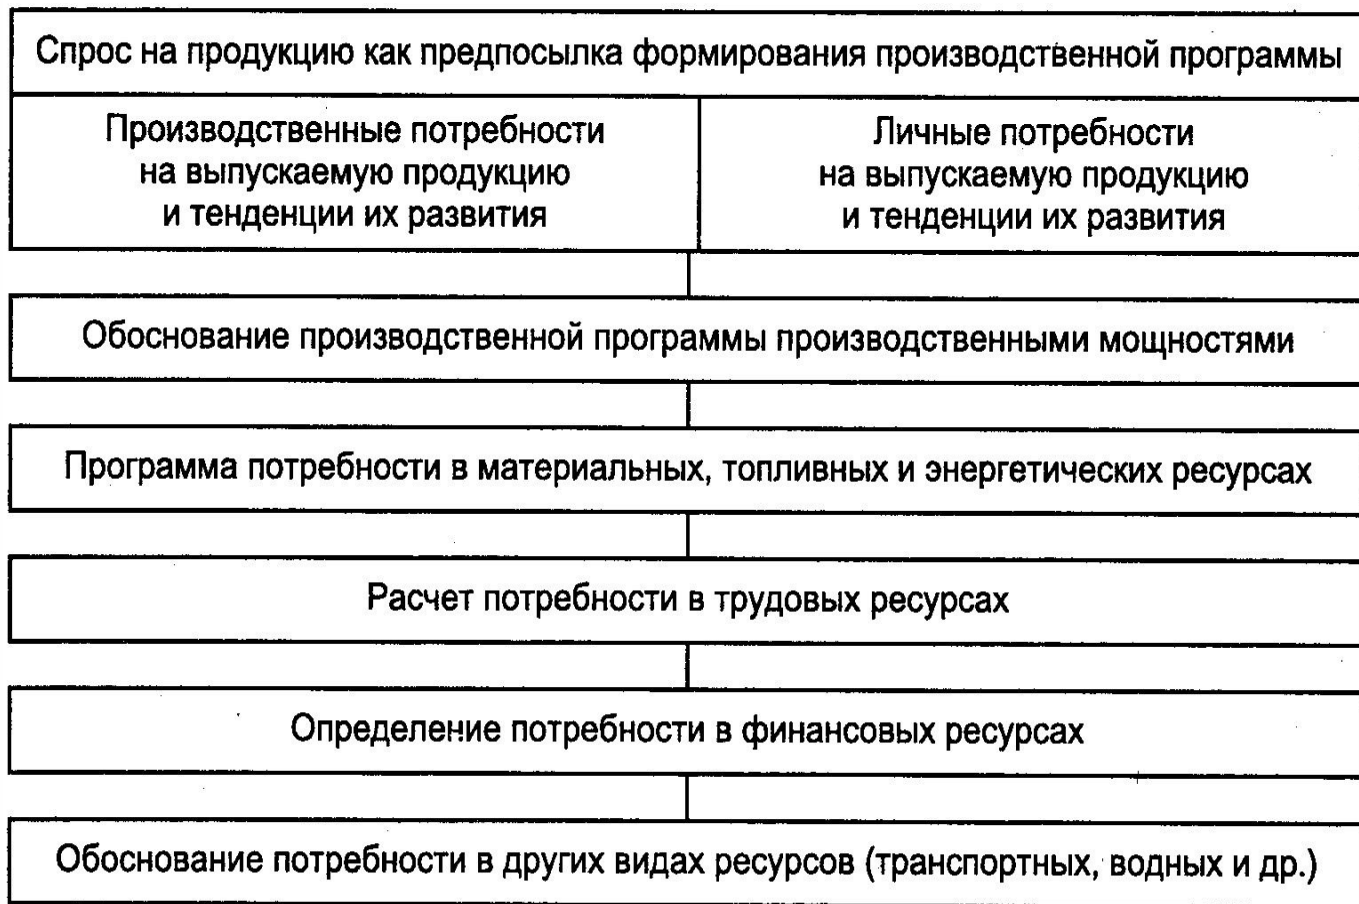 Спрос на продукцию как предпосылка формирования производственной программы
Производственные потребности
на выпускаемую продукцию
и тенденции их развития
Личные потребности
на выпускаемую продукцию
и тенденции их развития
Обоснование производственной программы производственными мощностями
Программа потребности в материальных, топливных и энергетических ресурсах
Расчет потребности в трудовых ресурсах
Определение потребности в финансовых ресурсах
Обоснование потребности в других видах ресурсов (транспортных, водных и др.)